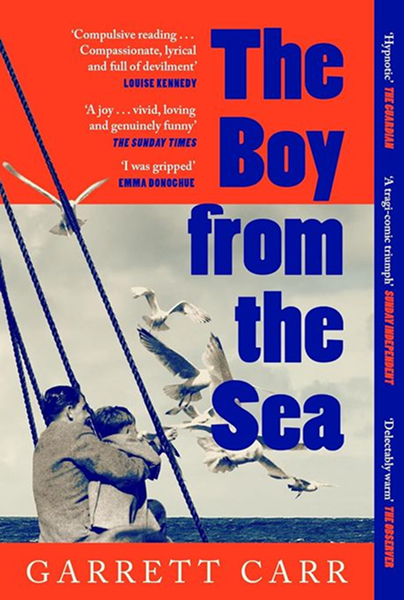 ‘Compulsive reading . . .
Compassionate, lyrical
and full of devilment’
LOUISE KENNEDY
‘A joy . . . vivid, loving
and genuinely funny’
THE SUNDAY TIMES
‘I was gripped’
EMMA DONOGHUE
The
Boy
from
the
Sea
GARRETT CARR
‘Hypnotic’ THE GUARDIAN
‘A tragi-comic triumph’ SUNDAY INDEPENDENT
‘Delectably warm’ THE OBSERVER